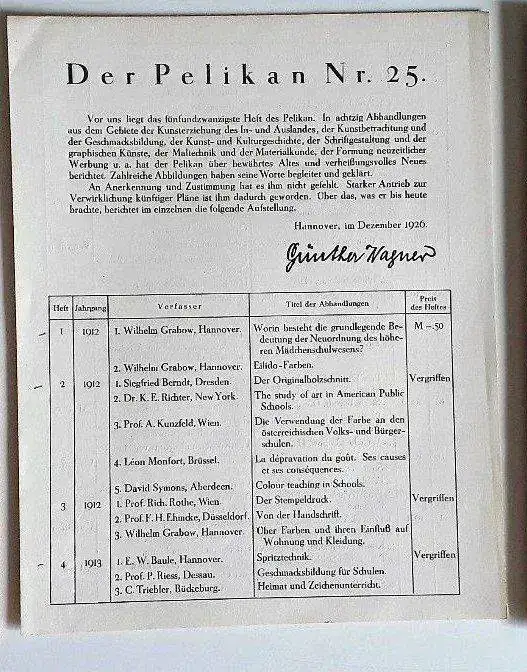 Der Pelikan Nr. 25.
Vor uns liegt das fünfundzwanzigste Heft des Pelikan. In achtzig Abhandlungen
aus dem Gebiete der Kunsterziehung des In- und Auslandes, der Kunstbetrachtung und
der Geschmacksbildung, der Kunst- und Kulturgeschichte, der Schriftgestaltung und der
graphischen Künste, der Maltechnik und der Materialkunde, der Formung neuzeitlicher
Werbung u. a. hat der Pelikan über bewährtes Altes und verheißungsvolles Neues
berichtet. Zahlreiche Abbildungen haben seine Worte begleitet und geklärt.
An Anerkennung und Zustimmung hat es ihm nicht gefehlt. Starker Antrieb zur
Verwirklichung künftiger Pläne ist ihm dadurch geworden. Über das, was er bis heute
brachte, berichtet im einzelnen die folgende Aufstellung.
Hannover, im Dezember 1926.
Günther Wagner
Heft Jahrgang Verfasser Titel der Abhandlungen Preis des Heftes
1 1912 1. Wilhelm Grabow, Hannover. Worin besteht die grundlegende Be- M –.50
deutung der Neuordnung des höhe-
ren Mädchenschulwesens?
2. Wilhelm Grabow, Hannover. Eilido-Farben.
2 1912 1. Siegfried Berndt, Dresden. Der Originalholzschnitt. Vergriffen
2. Dr. K. E. Richter, New York. The study of art in American Public
Schools.
3. Prof. A. Kunzfeld, Wien. Die Verwendung der Farbe an den
österreichischen Volks- und Bürger-
schulen.
4. Léon Monfort, Brüssel. La dépravation du goût. Ses causes
et ses conséquences.
5. David Symons, Aberdeen. Colour teaching in Schools.
3 1912 1. Prof. Rich. Rothe, Wien. Der Stempeldruck. Vergriffen
2. Prof. F. H. Ehmcke, Düsseldorf. Von der Handschrift.
3. Wilhelm Grabow, Hannover. Über Farben und ihren Einfluß auf
Wohnung und Kleidung.
4 1913 1. E. W. Baule, Hannover. Spritztechnik. Vergriffen
2. Prof. P. Riess, Dessau. Geschmacksbildung für Schulen.
3. C. Triebler, Bückeburg. Heimat und Zeichenunterricht.